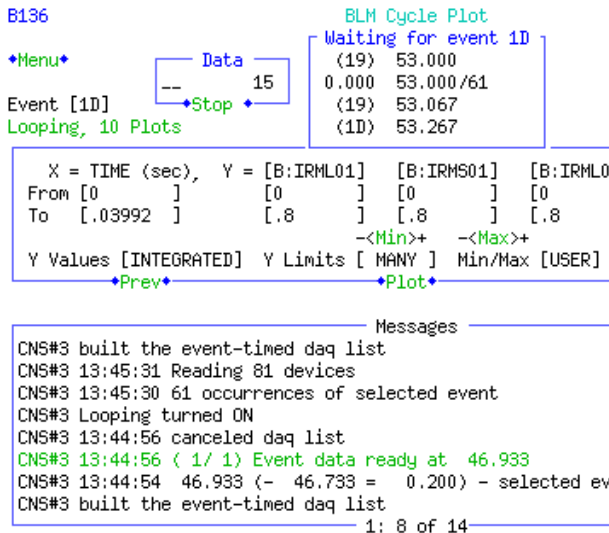 B136 BLM Cycle Plot
Waiting for event 1D
◆Menu◆ Data (19) 53.000
__ 15 0.000 53.000/61
Event [1D] ◆Stop ◆ (19) 53.067
Looping, 10 Plots (1D) 53.267
X = TIME (sec), Y = [B:IRML01] [B:IRMS01] [B:IRML0
From [0 ] [0 ] [0 ] [0
To [.03992 ] [.8 ] [.8 ] [.8
-<Min>+ -<Max>+
Y Values [INTEGRATED] Y Limits [ MANY ] Min/Max [USER]
◆Prev◆ ◆Plot◆
Messages
CNS#3 built the event-timed daq list
CNS#3 13:45:31 Reading 81 devices
CNS#3 13:45:30 61 occurrences of selected event
CNS#3 Looping turned ON
CNS#3 13:44:56 canceled daq list
CNS#3 13:44:56 ( 1/ 1) Event data ready at 46.933
CNS#3 13:44:54 46.933 (- 46.733 = 0.200) - selected ev
CNS#3 built the event-timed daq list
1: 8 of 14